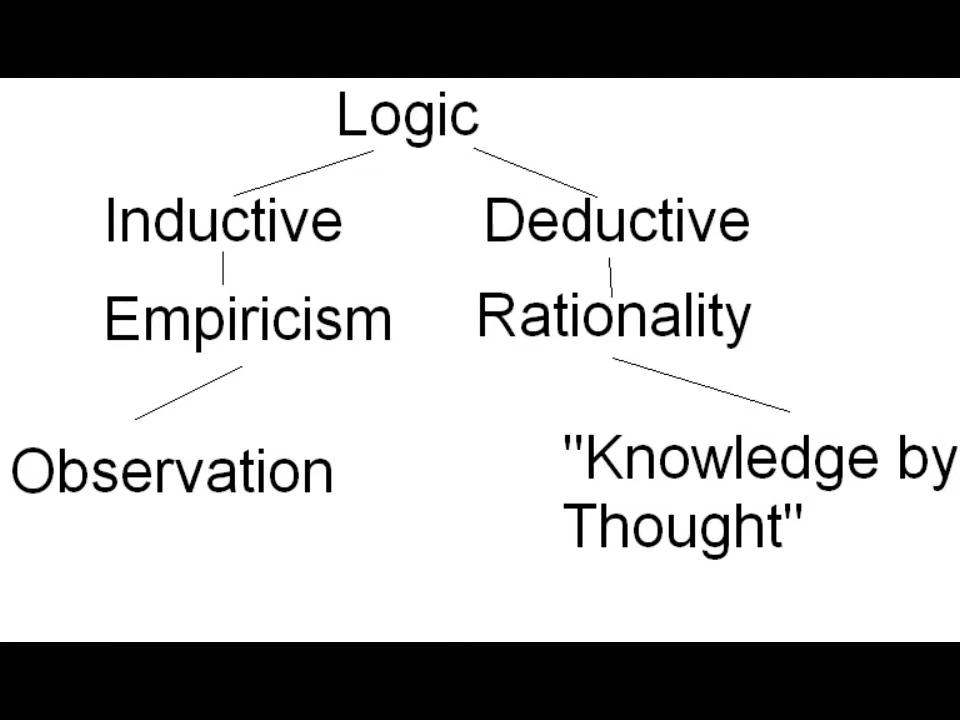 Logic
Inductive
Deductive
Empiricism
Rationality
Observation
"Knowledge by
Thought"